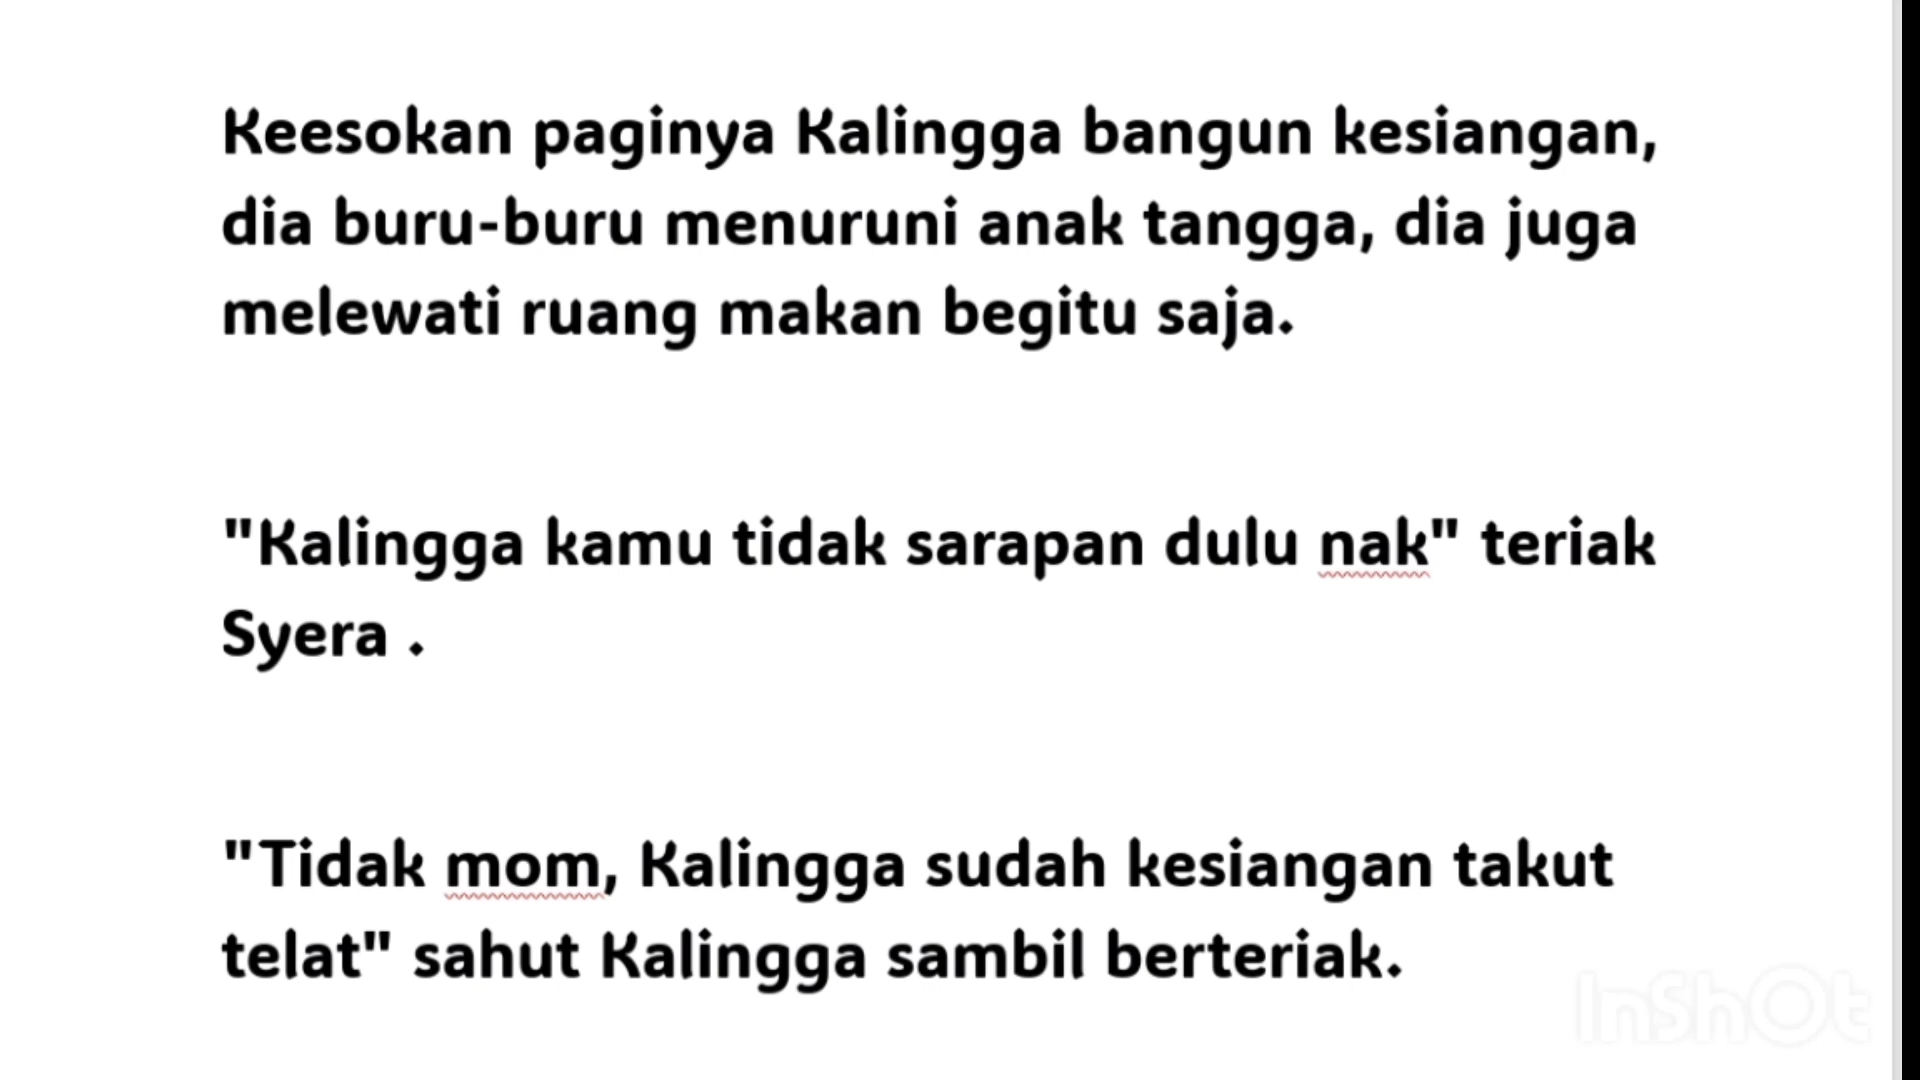 Keesokan paginya Kalingga bangun kesiangan,
dia buru-buru menuruni anak tangga, dia juga
melewati ruang makan begitu saja.
"Kalingga kamu tidak sarapan dulu nak" teriak
Syera .
"Tidak mom, Kalingga sudah kesiangan takut
telat" sahut Kalingga sambil berteriak.
InShOt